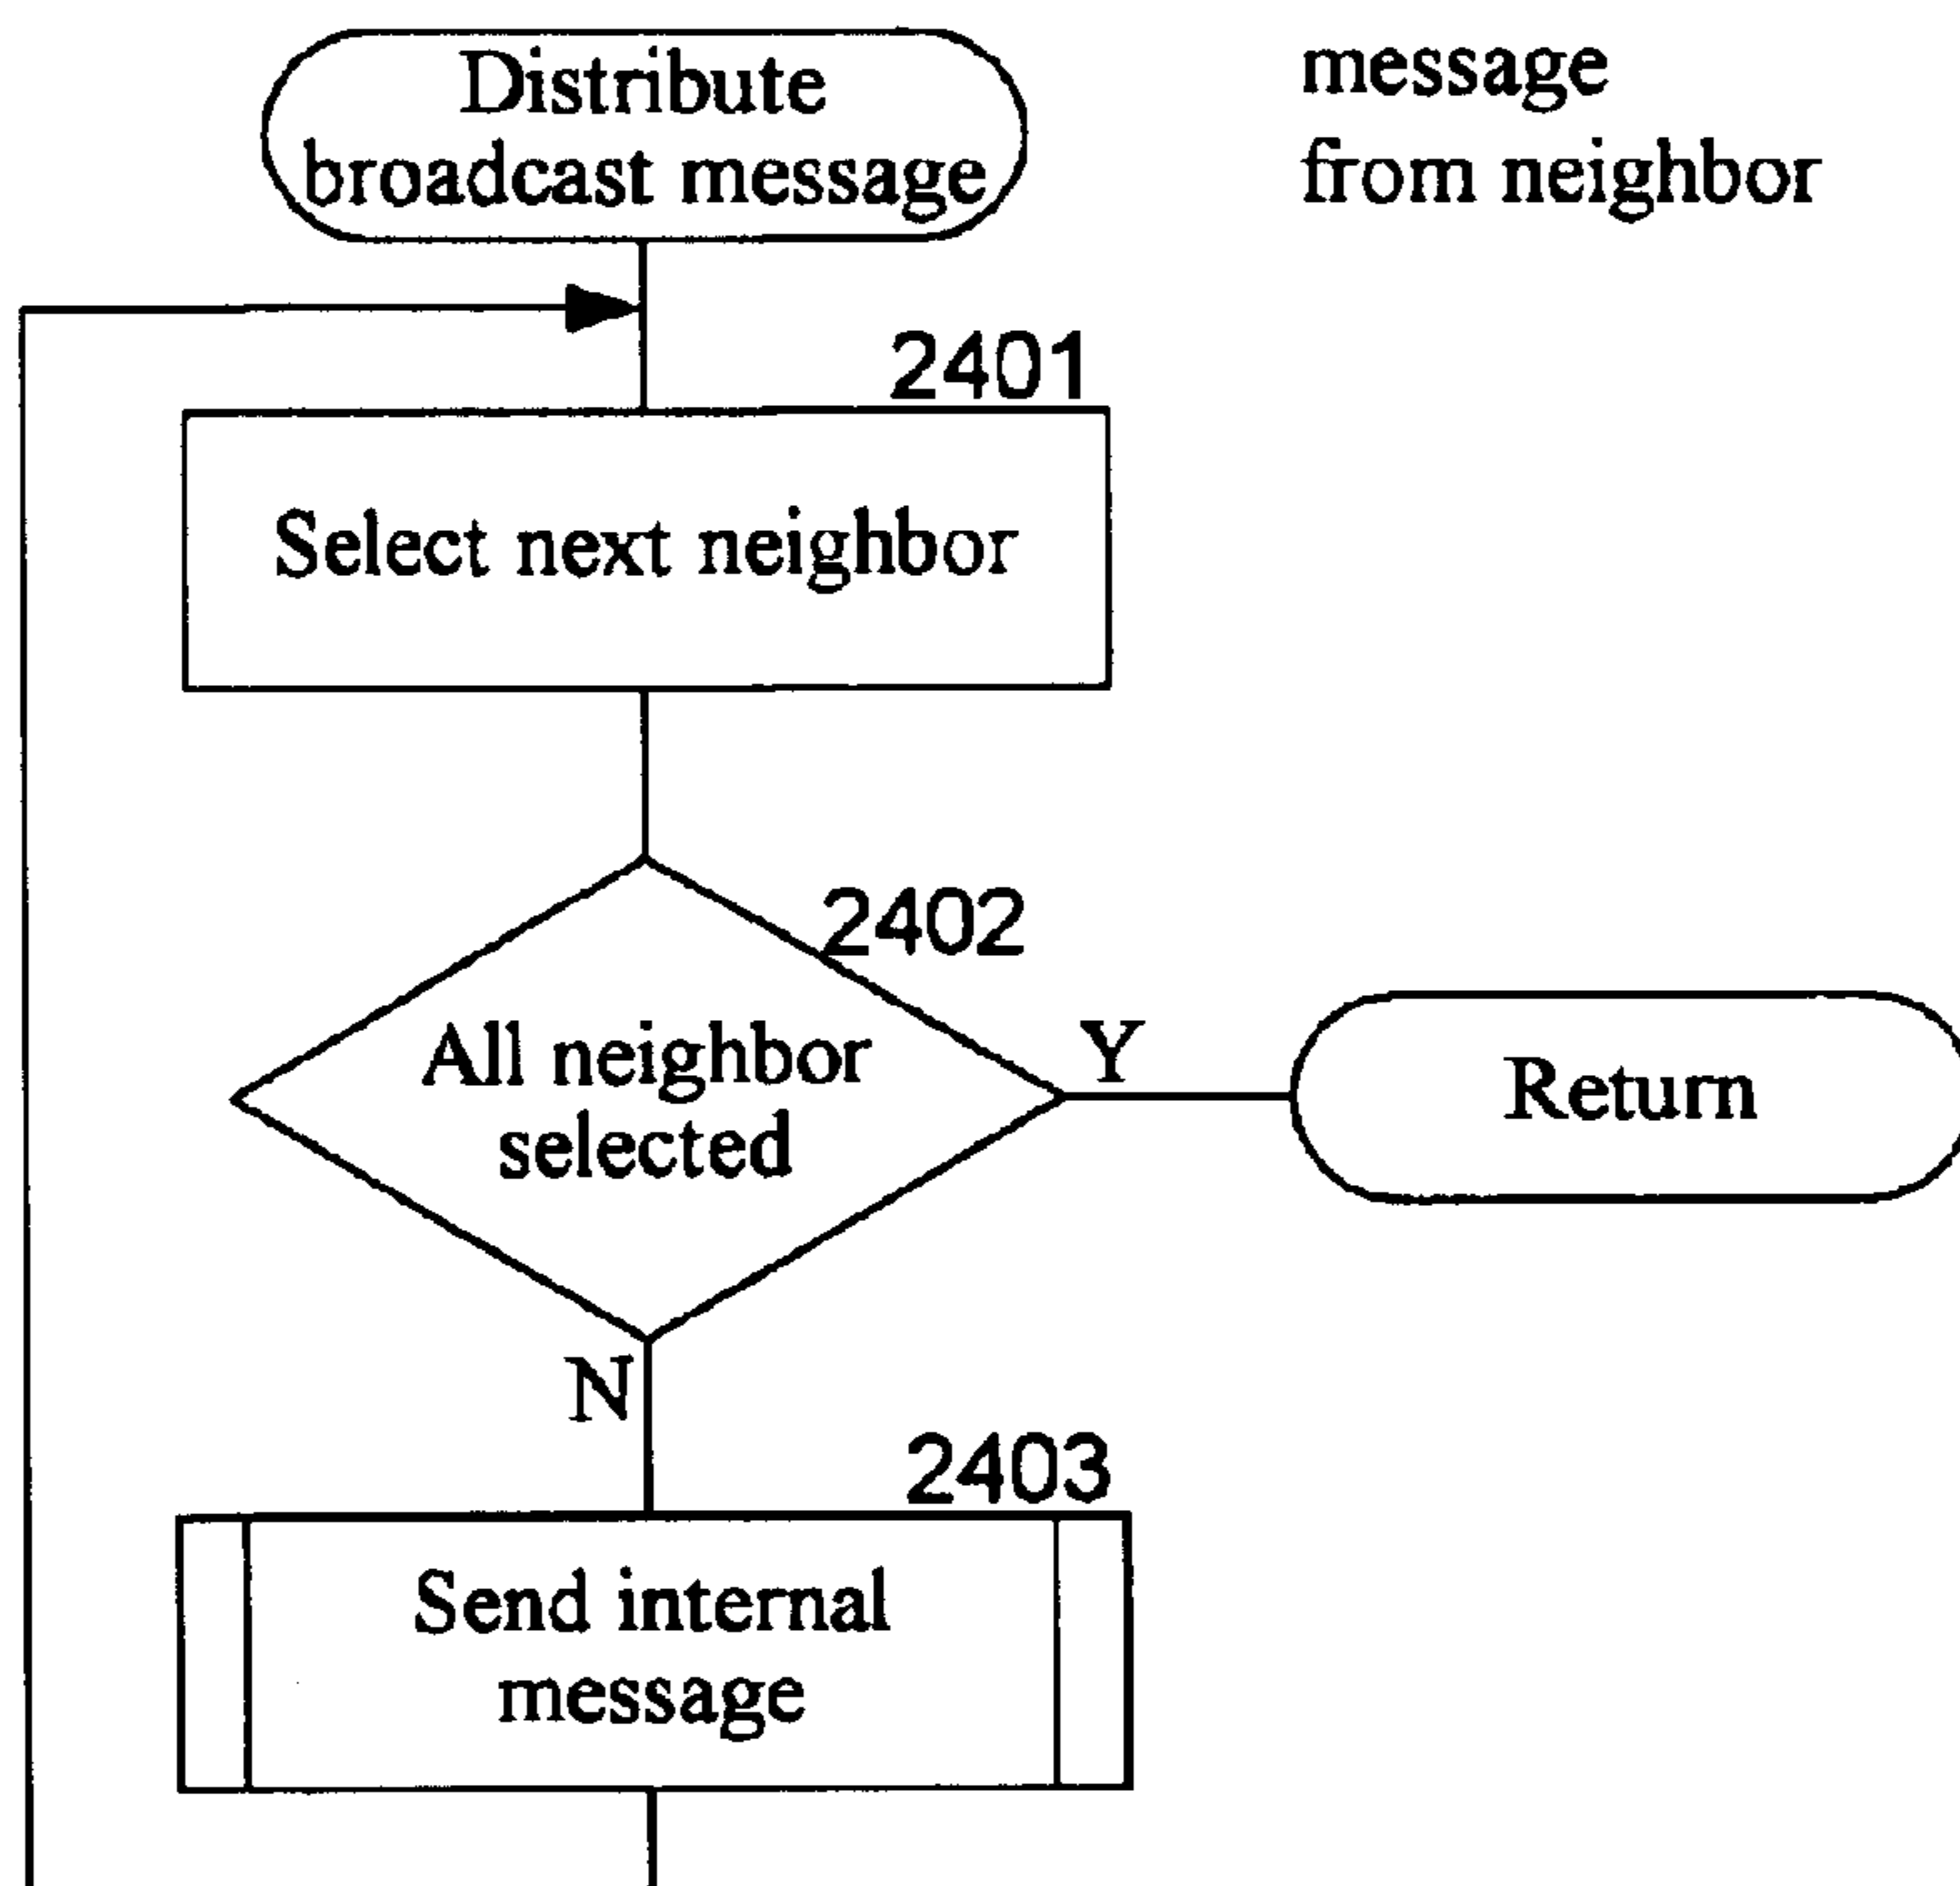 Distribute
broadcast message
message
from neighbor
2401
Select next neighbor
2402
All neighbor
selected
Y
Return
N
2403
Send internal
message